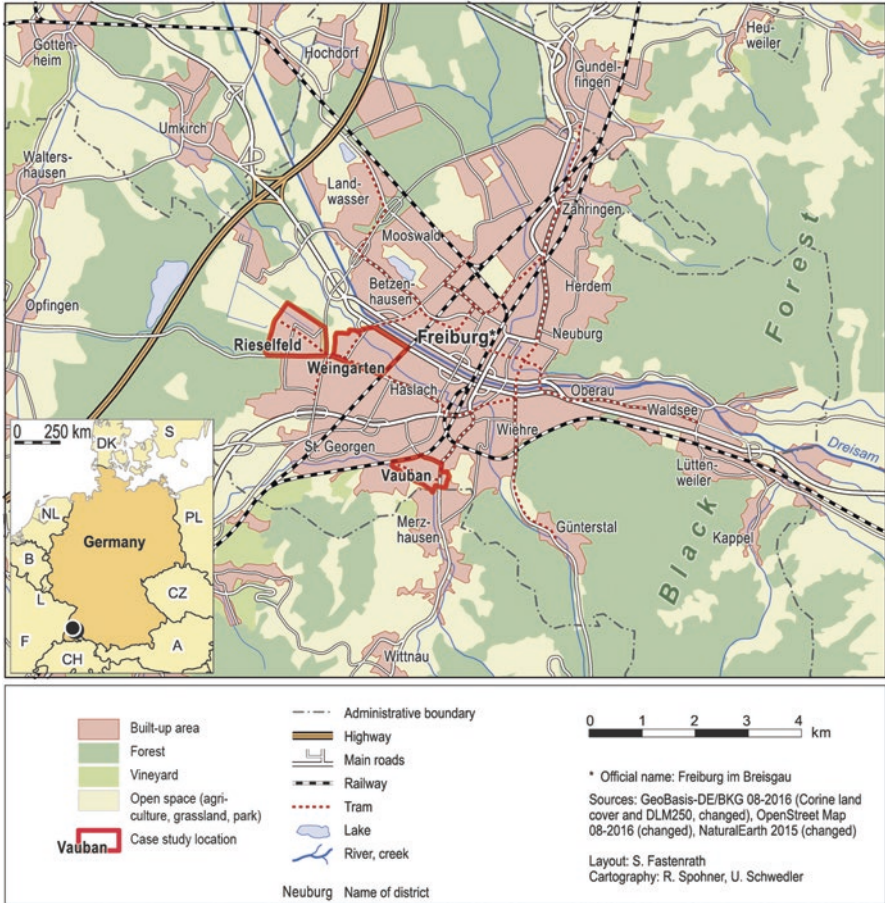 Gotten-
heim
Hochdorf
Heu-
weiler
Gundel-
fingen
Umkirch
Walters-
hausen
Land-
wasser
Zähringen
Mooswald
Betzen-
hausen
Herdern
Opfingen
Rieselfeld
Freiburg*
Neuburg
Weingarten
Haslach
Oberau
Waldsee
St. Georgen
Wiehre
Dreisam
Vauban
Lütten-
weiler
Merz-
hausen
Günterstal
Kappel
Wittnau
Black Forest
0 250 km
DK
S
NL
PL
Germany
B
L
CZ
F
A
CH
Built-up area
Forest
Vineyard
Open space (agri-
culture, grassland, park)
Vauban
Case study location
Administrative boundary
Highway
Main roads
Railway
Tram
Lake
River, creek
Neuburg Name of district
0 1 2 3 4
km
* Official name: Freiburg im Breisgau
Sources: GeoBasis-DE/BKG 08-2016 (Corine land
cover and DLM250, changed), OpenStreet Map
08-2016 (changed), NaturalEarth 2015 (changed)
Layout: S. Fastenrath
Cartography: R. Spohner, U. Schwedler